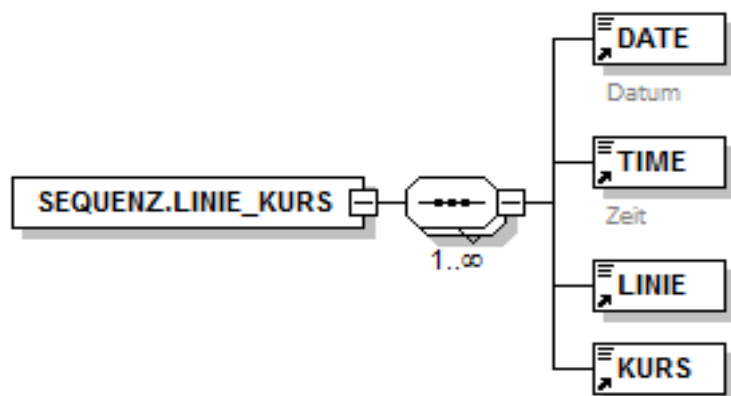 DATE
Datum
TIME
Zeit
SEQUENZ.LINIE_KURS
1..∞
LINIE
KURS